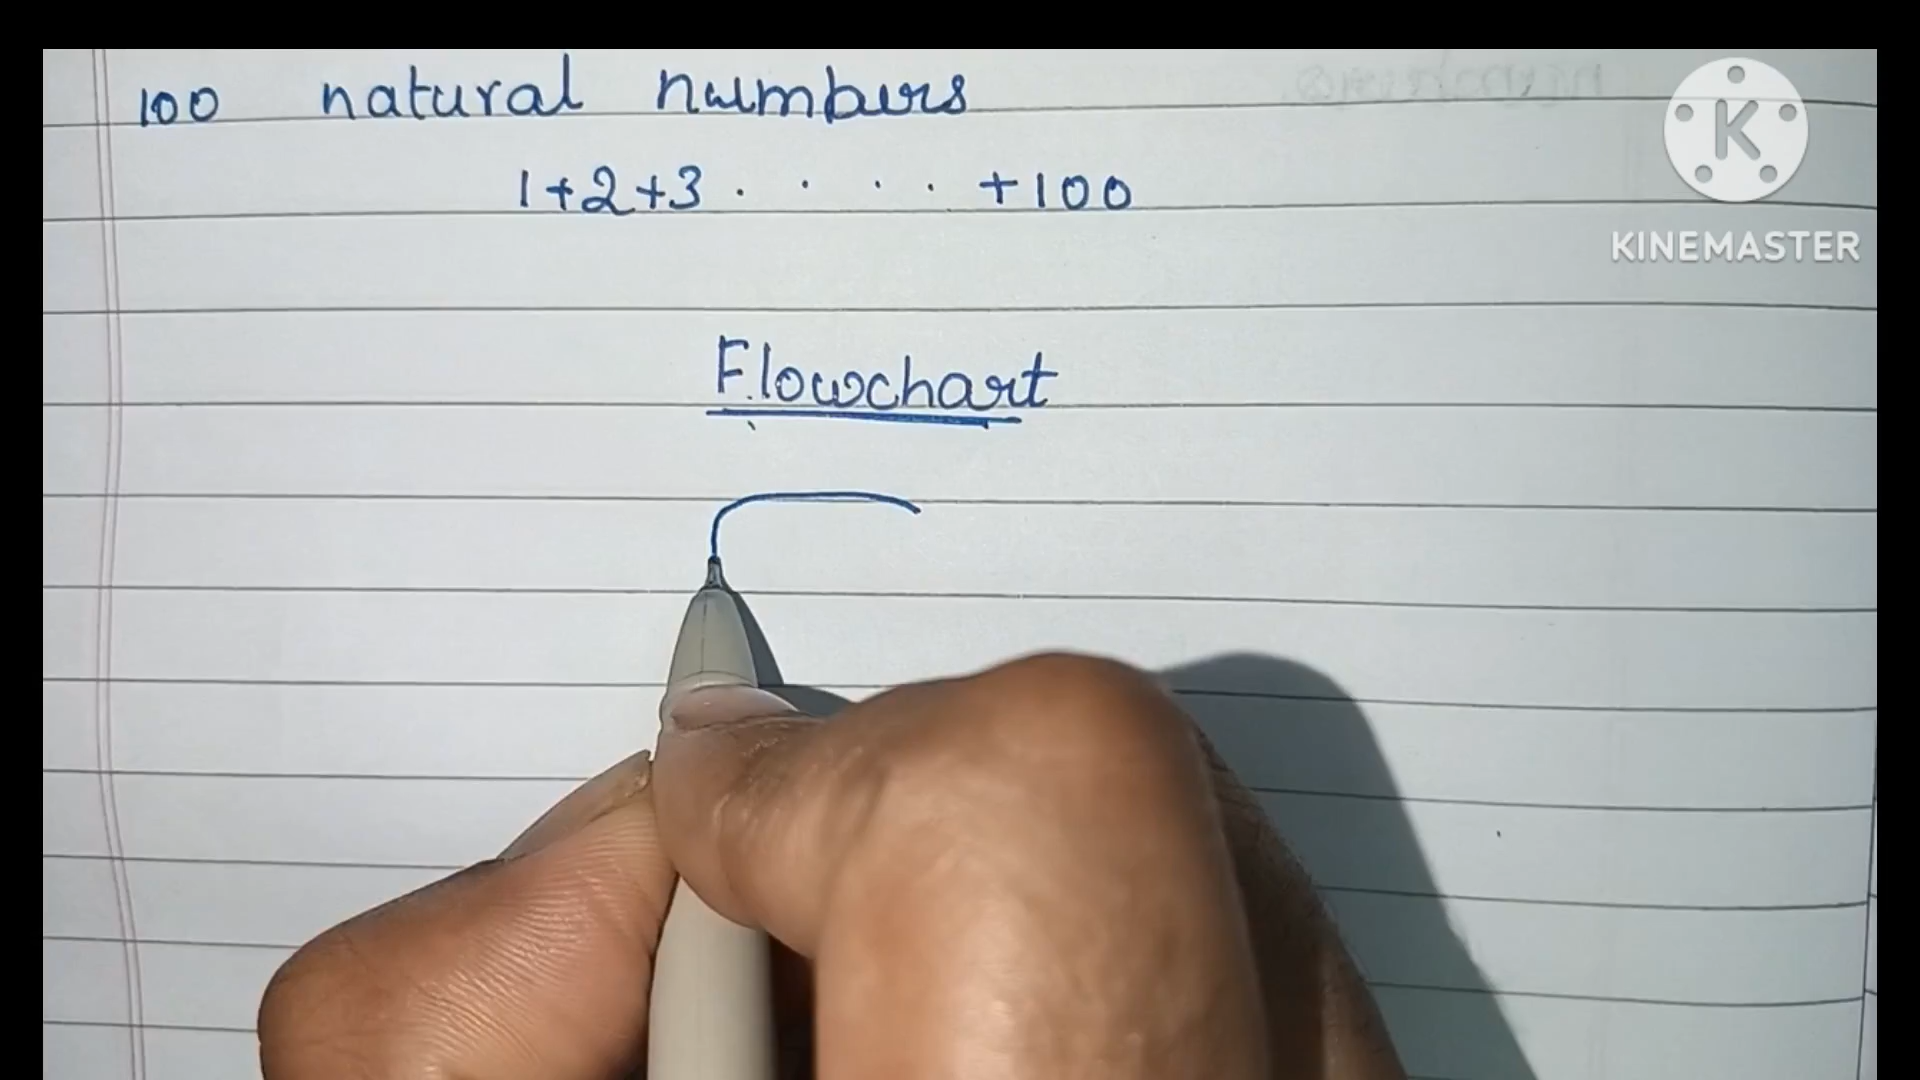 100 natural numbers
1+2+3 . . . . +100
Flowchart
K
KINEMASTER